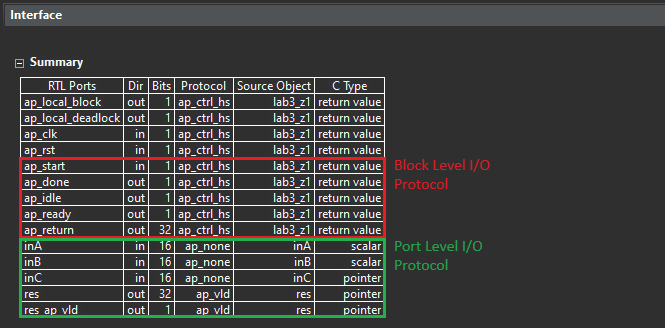 Interface
Summary
RTL Ports Dir Bits Protocol Source Object C Type
ap_local_block out 1 ap_ctrl_hs lab3_z1 return value
ap_local_deadlock out 1 ap_ctrl_hs lab3_z1 return value
ap_clk in 1 ap_ctrl_hs lab3_z1 return value
ap_rst in 1 ap_ctrl_hs lab3_z1 return value
ap_start in 1 ap_ctrl_hs lab3_z1 return value
ap_done out 1 ap_ctrl_hs lab3_z1 return value
ap_idle out 1 ap_ctrl_hs lab3_z1 return value
ap_ready out 1 ap_ctrl_hs lab3_z1 return value
ap_return out 32 ap_ctrl_hs lab3_z1 return value
Block Level I/O
Protocol
inA in 16 ap_none inA scalar
inB in 16 ap_none inB scalar
inC in 16 ap_none inC pointer
res out 32 ap_vld res pointer
res_ap_vld out 1 ap_vld res pointer
Port Level I/O
Protocol